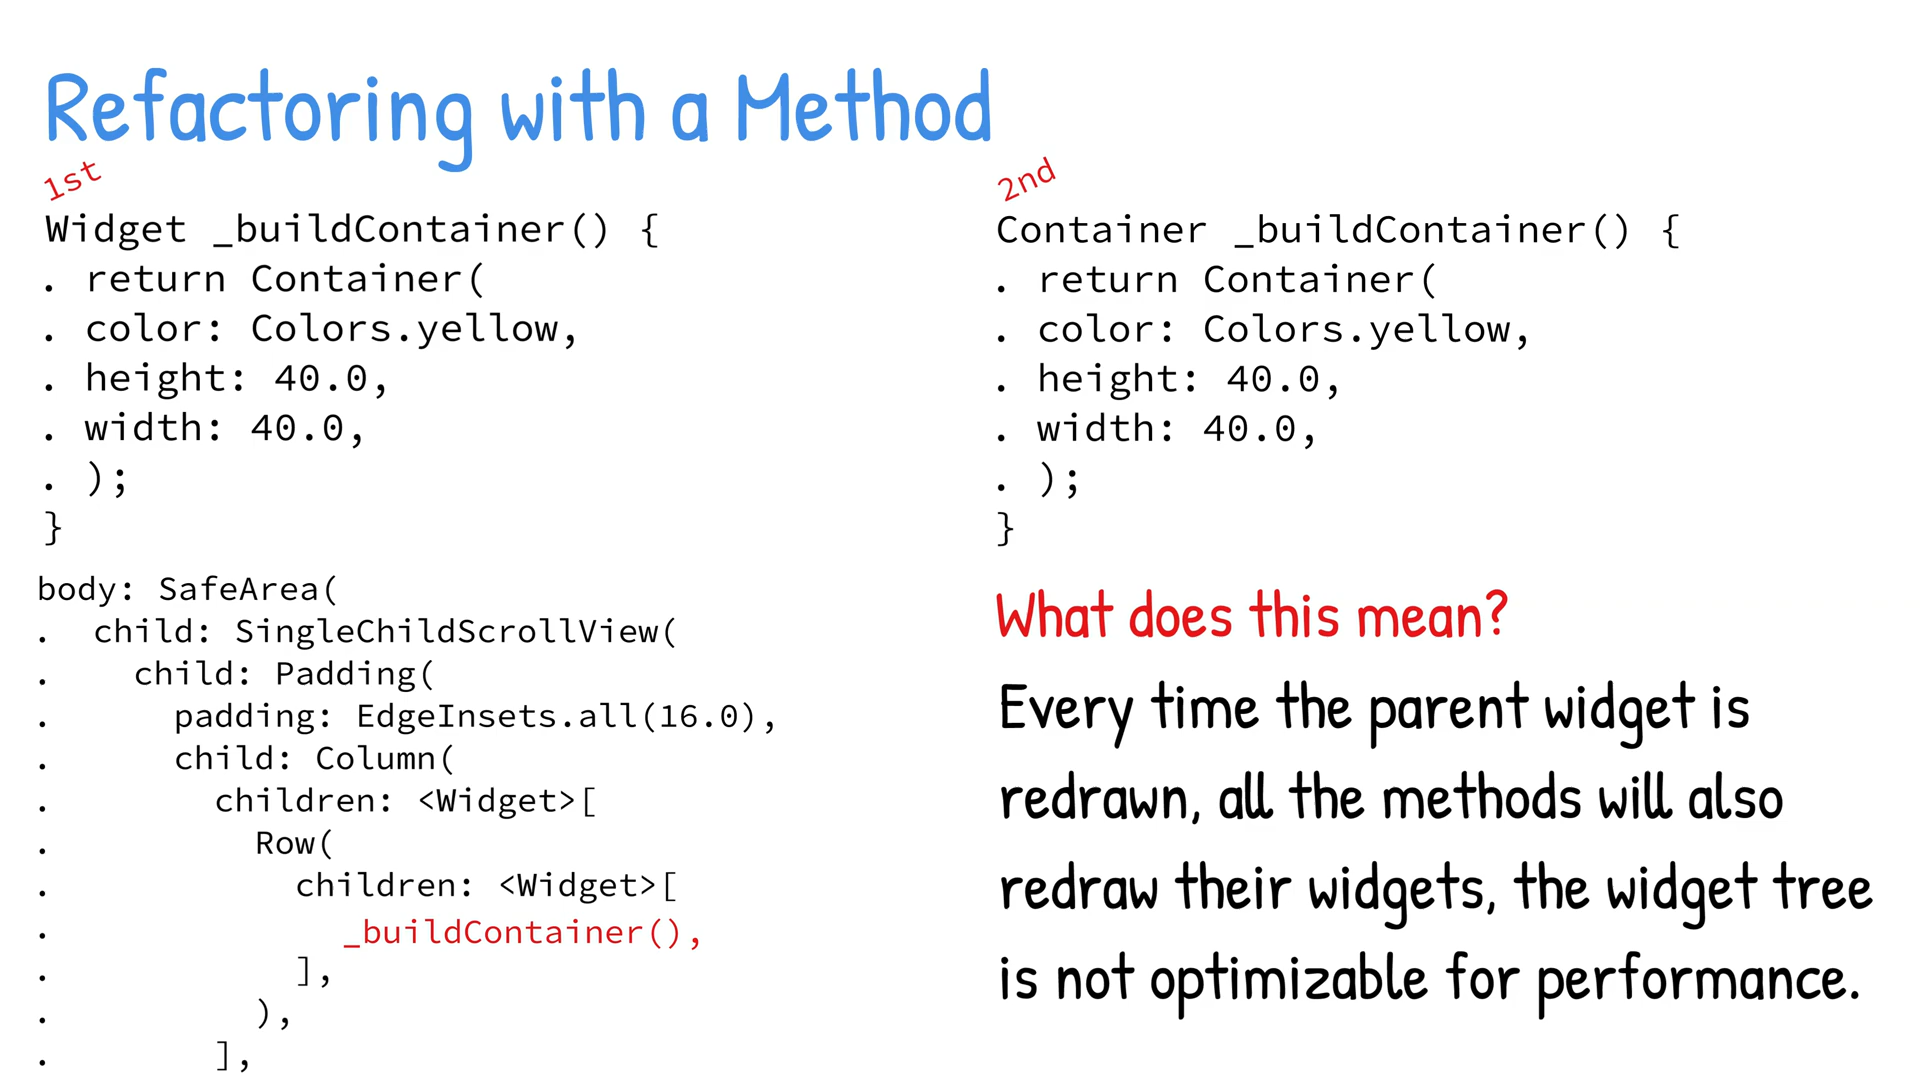 Refactoring with a Method
1st
Widget _buildContainer() {
. return Container(
. color: Colors.yellow,
. height: 40.0,
. width: 40.0,
. );
}
body: SafeArea(
. child: SingleChildScrollView(
. child: Padding(
. padding: EdgeInsets.all(16.0),
. child: Column(
. children: <Widget>[
. Row(
. children: <Widget>[
. _buildContainer(),
. ],
. ),
. ],
2nd
Container _buildContainer() {
. return Container(
. color: Colors.yellow,
. height: 40.0,
. width: 40.0,
. );
}
What does this mean?
Every time the parent widget is
redrawn, all the methods will also
redraw their widgets, the widget tree
is not optimizable for performance.